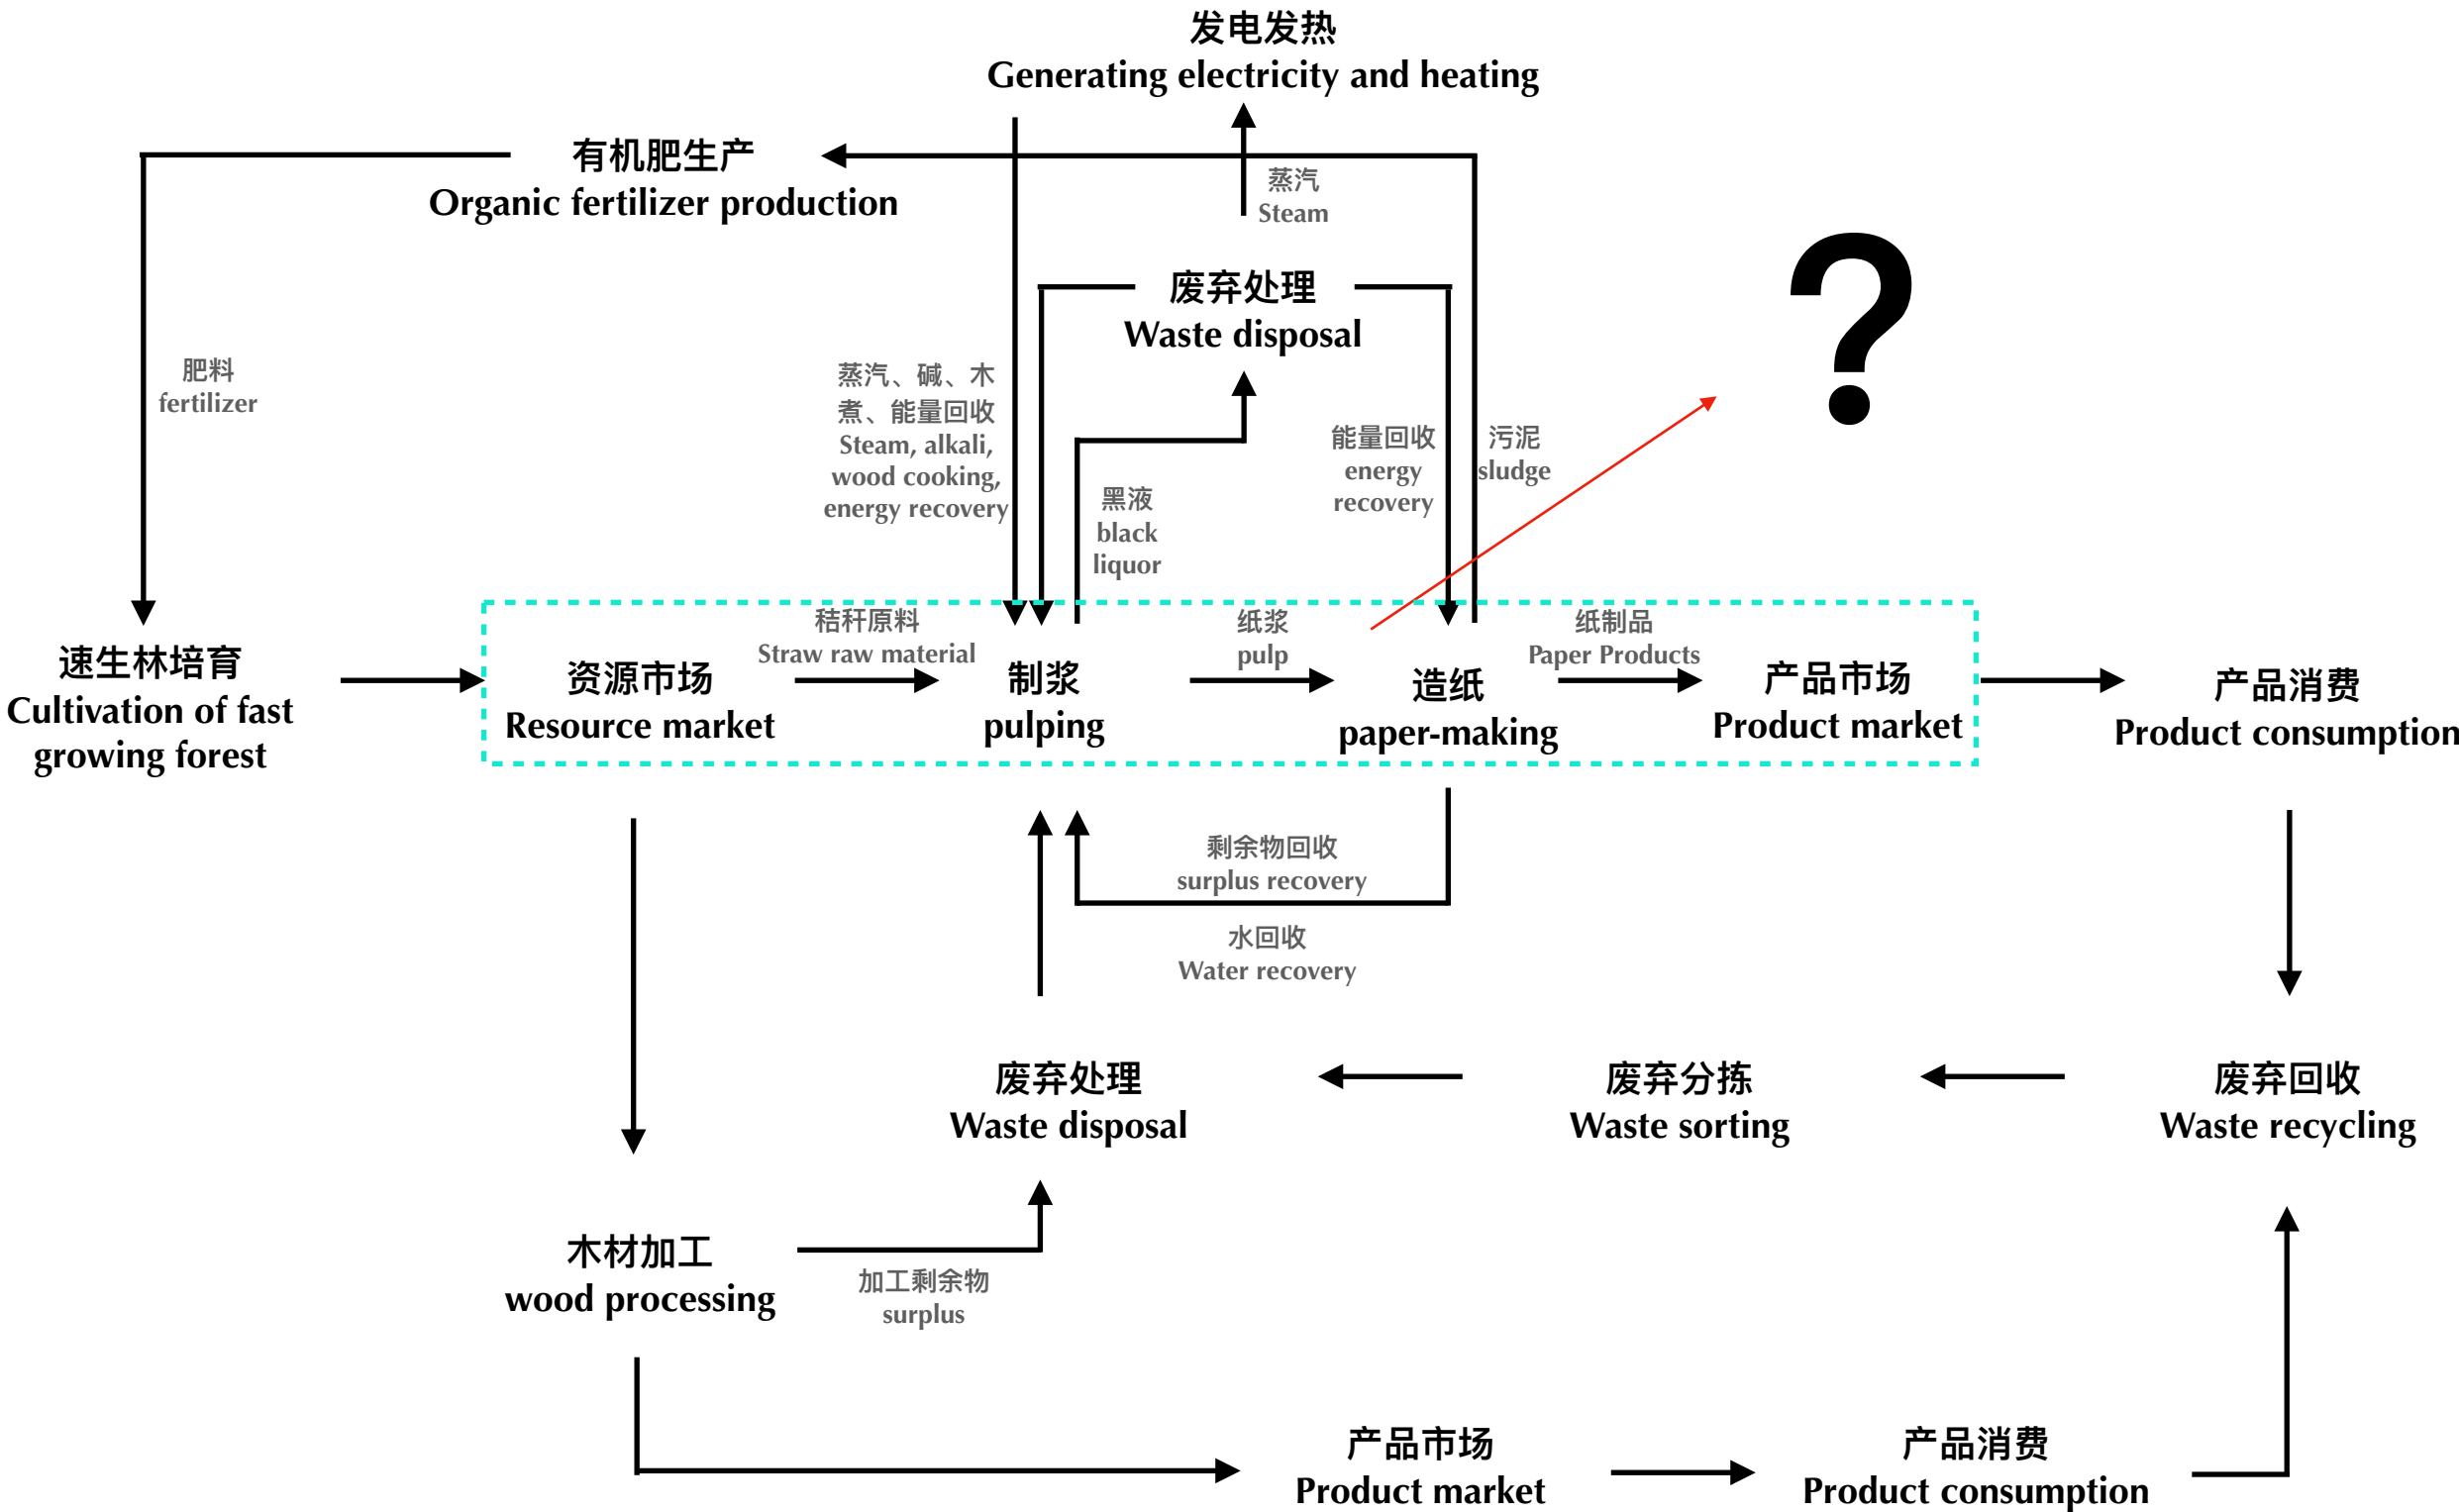 发电发热
Generating electricity and heating
有机肥生产
Organic fertilizer production
蒸汽
Steam
废弃处理
Waste disposal
?
肥料
fertilizer
蒸汽、碱、木
煮、能量回收
Steam, alkali,
wood cooking,
energy recovery
黑液
black
liquor
能量回收
energy
recovery
污泥
sludge
速生林培育
Cultivation of fast
growing forest
资源市场
Resource market
秸秆原料
Straw raw material
制浆
pulping
纸浆
pulp
造纸
paper-making
纸制品
Paper Products
产品市场
Product market
产品消费
Product consumption
剩余物回收
surplus recovery
水回收
Water recovery
废弃处理
Waste disposal
废弃分拣
Waste sorting
废弃回收
Waste recycling
木材加工
wood processing
加工剩余物
surplus
产品市场
Product market
产品消费
Product consumption